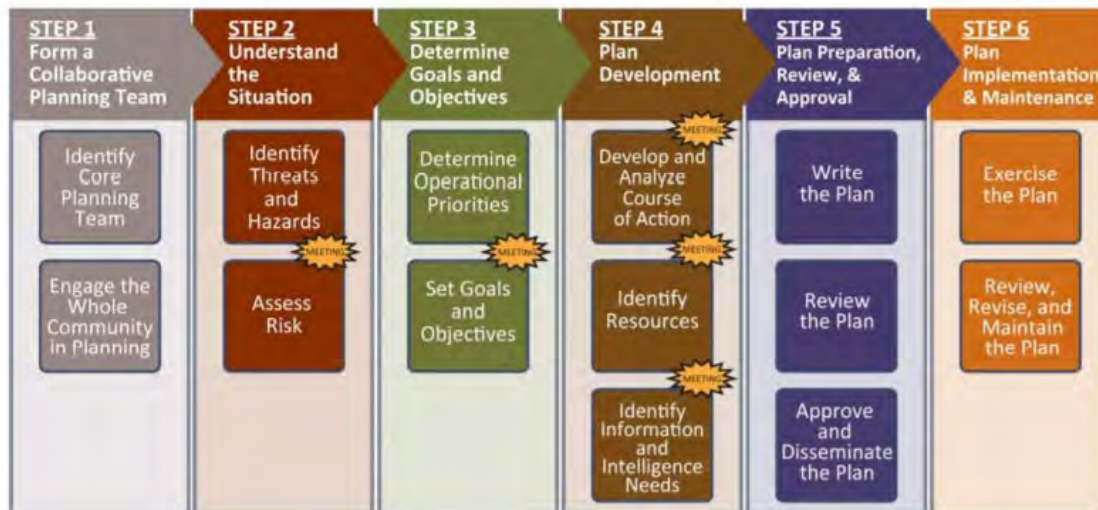 STEP 1
Form a
Collaborative
Planning Team
Identify
Core
Planning
Team
Engage the
Whole
Community
in Planning
STEP 2
Understand
the
Situation
Identify
Threats
and
Hazards
MEETING
Assess
Risk
STEP 3
Determine
Goals and
Objectives
Determine
Operational
Priorities
MEETING
Set Goals
and
Objectives
STEP 4
Plan
Development
MEETING
Develop and
Analyze
Course
of Action
MEETING
Identify
Resources
MEETING
Identify
Information
and
Intelligence
Needs
STEP 5
Plan Preparation,
Review, &
Approval
Write
the Plan
Review
the Plan
Approve
and
Disseminate
the Plan
STEP 6
Plan
Implementation
& Maintenance
Exercise
the Plan
Review,
Revise, and
Maintain
the Plan